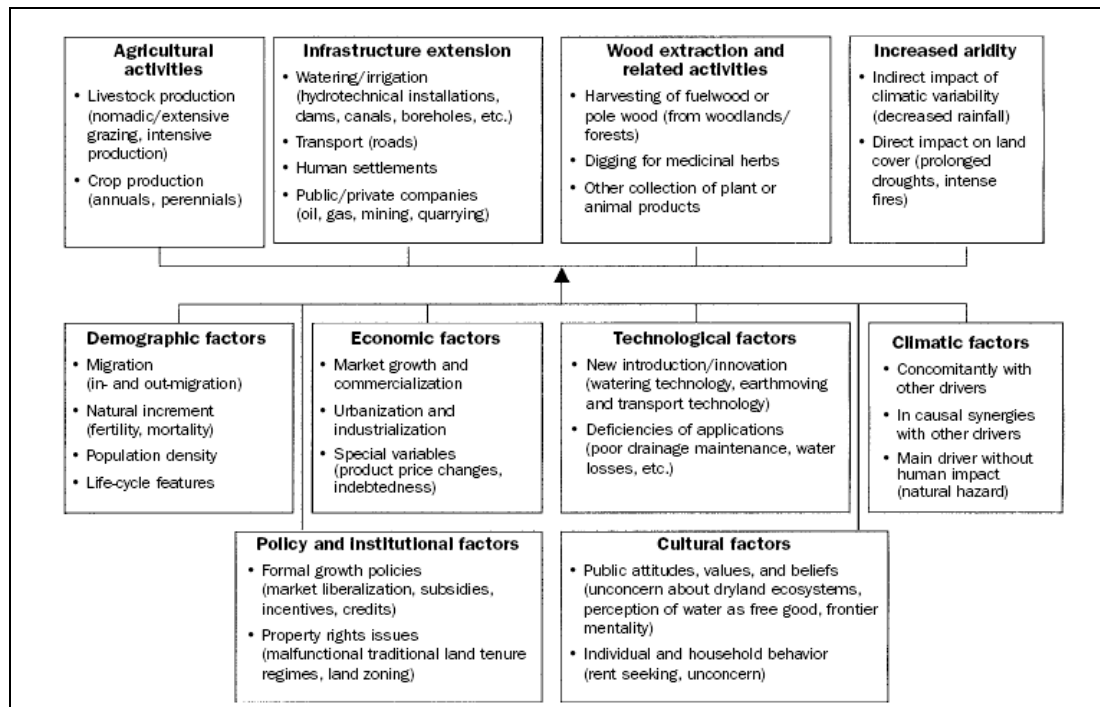 Agricultural
activities
• Livestock production
(nomadic/extensive
grazing, intensive
production)
• Crop production
(annuals, perennials)
Infrastructure extension
• Watering/irrigation
(hydrotechnical installations,
dams, canals, boreholes, etc.)
• Transport (roads)
• Human settlements
• Public/private companies
(oil, gas, mining, quarrying)
Wood extraction and
related activities
• Harvesting of fuelwood or
pole wood (from woodlands/
forests)
• Digging for medicinal herbs
• Other collection of plant or
animal products
Increased aridity
• Indirect impact of
climatic variability
(decreased rainfall)
• Direct impact on land
cover (prolonged
droughts, intense
fires)
Demographic factors
• Migration
(in- and out-migration)
• Natural increment
(fertility, mortality)
• Population density
• Life-cycle features
Economic factors
• Market growth and
commercialization
• Urbanization and
industrialization
• Special variables
(product price changes,
indebtedness)
Technological factors
• New introduction/innovation
(watering technology, earthmoving
and transport technology)
• Deficiencies of applications
(poor drainage maintenance, water
losses, etc.)
Climatic factors
• Concomitantly with
other drivers
• In causal synergies
with other drivers
• Main driver without
human impact
(natural hazard)
Policy and institutional factors
• Formal growth policies
(market liberalization, subsidies,
incentives, credits)
• Property rights issues
(malfunctional traditional land tenure
regimes, land zoning)
Cultural factors
• Public attitudes, values, and beliefs
(unconcern about dryland ecosystems,
perception of water as free good, frontier
mentality)
• Individual and household behavior
(rent seeking, unconcern)